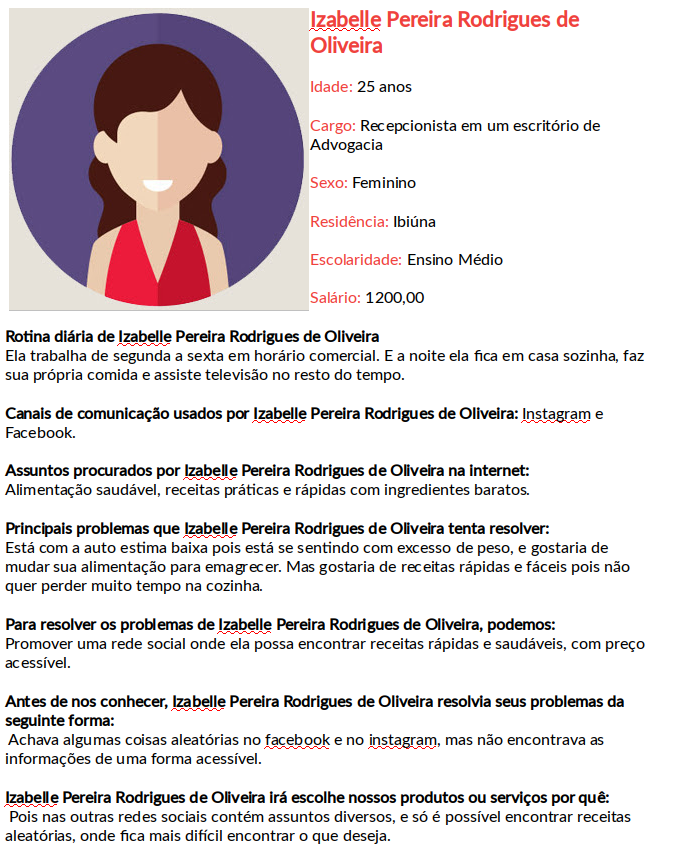 Izabelle Pereira Rodrigues de
Oliveira
Idade: 25 anos
Cargo: Recepcionista em um escritório de
Advogacia
Sexo: Feminino
Residência: Ibiúna
Escolaridade: Ensino Médio
Salário: 1200,00
Rotina diária de Izabelle Pereira Rodrigues de Oliveira
Ela trabalha de segunda a sexta em horário comercial. E a noite ela fica em casa sozinha, faz
sua própria comida e assiste televisão no resto do tempo.
Canais de comunicação usados por Izabelle Pereira Rodrigues de Oliveira: Instagram e
Facebook.
Assuntos procurados por Izabelle Pereira Rodrigues de Oliveira na internet:
Alimentação saudável, receitas práticas e rápidas com ingredientes baratos.
Principais problemas que Izabelle Pereira Rodrigues de Oliveira tenta resolver:
Está com a auto estima baixa pois está se sentindo com excesso de peso, e gostaria de
mudar sua alimentação para emagrecer. Mas gostaria de receitas rápidas e fáceis pois não
quer perder muito tempo na cozinha.
Para resolver os problemas de Izabelle Pereira Rodrigues de Oliveira, podemos:
Promover uma rede social onde ela possa encontrar receitas rápidas e saudáveis, com preço
acessível.
Antes de nos conhecer, Izabelle Pereira Rodrigues de Oliveira resolvia seus problemas da
seguinte forma:
Achava algumas coisas aleatórias no facebook e no instagram, mas não encontrava as
informações de uma forma acessível.
Izabelle Pereira Rodrigues de Oliveira irá escolhe nossos produtos ou serviços por quê:
Pois nas outras redes sociais contém assuntos diversos, e só é possível encontrar receitas
aleatórias, onde fica mais difícil encontrar o que deseja.